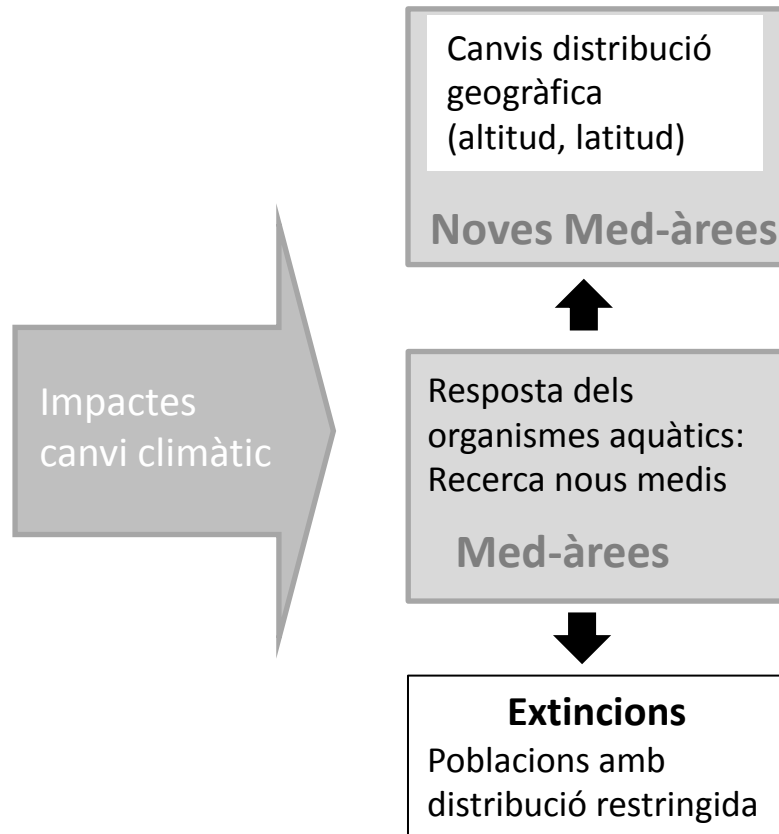 Canvis distribució
geogràfica
(altitud, latitud)
Noves Med-àrees
Impactes
canvi climàtic
Resposta dels
organismes aquàtics:
Recerca nous medis
Med-àrees
Extincions
Poblacions amb
distribució restringida